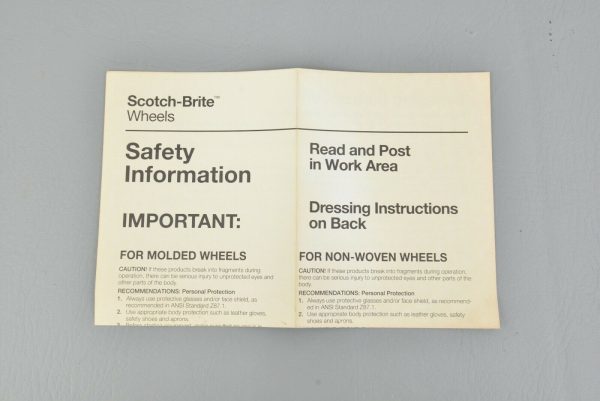 Scotch-Brite™
Wheels
Safety
Information
Read and Post
in Work Area
Dressing Instructions
on Back
IMPORTANT:
FOR MOLDED WHEELS
CAUTION! If these products break into fragments during
operation, there can be serious injury to unprotected eyes and
other parts of the body.
RECOMMENDATIONS: Personal Protection
1. Always use protective glasses and/or face shield, as
recommended in ANSI Standard Z87.1.
2. Use appropriate body protection such as leather gloves,
safety shoes and aprons.
FOR NON-WOVEN WHEELS
CAUTION! If these products break into fragments during operation,
there can be serious injury to unprotected eyes and other parts of the
body.
RECOMMENDATIONS: Personal Protection
1. Always use protective glasses and/or face shield, as recommend-
ed in ANSI Standard Z87.1.
2. Use appropriate body protection such as leather gloves, safety
shoes and aprons.